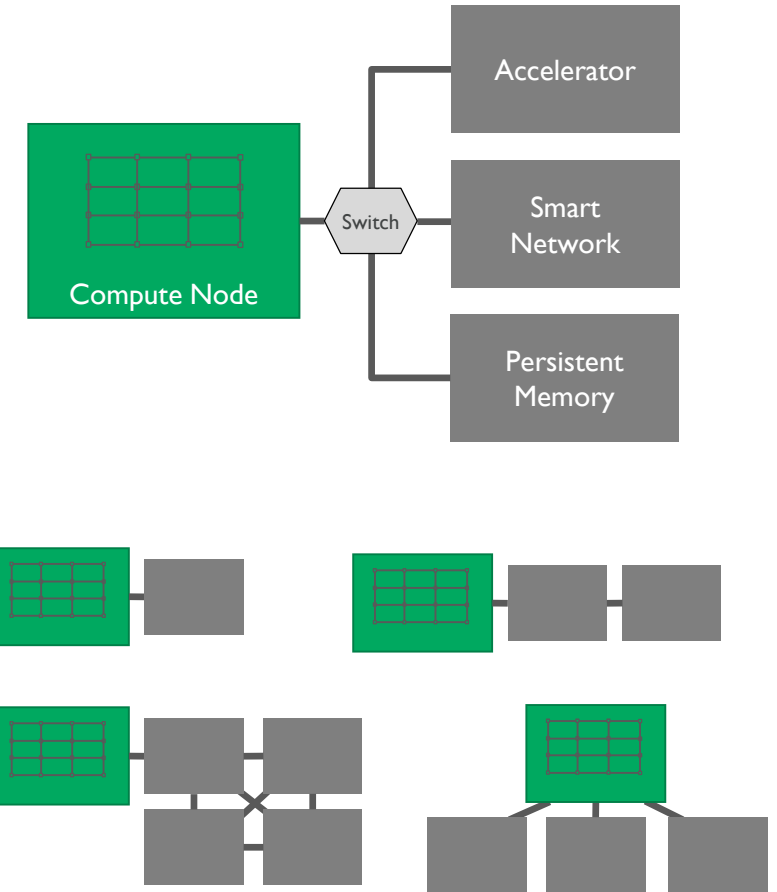 Accelerator
Smart
Network
Switch
Compute Node
Persistent
Memory